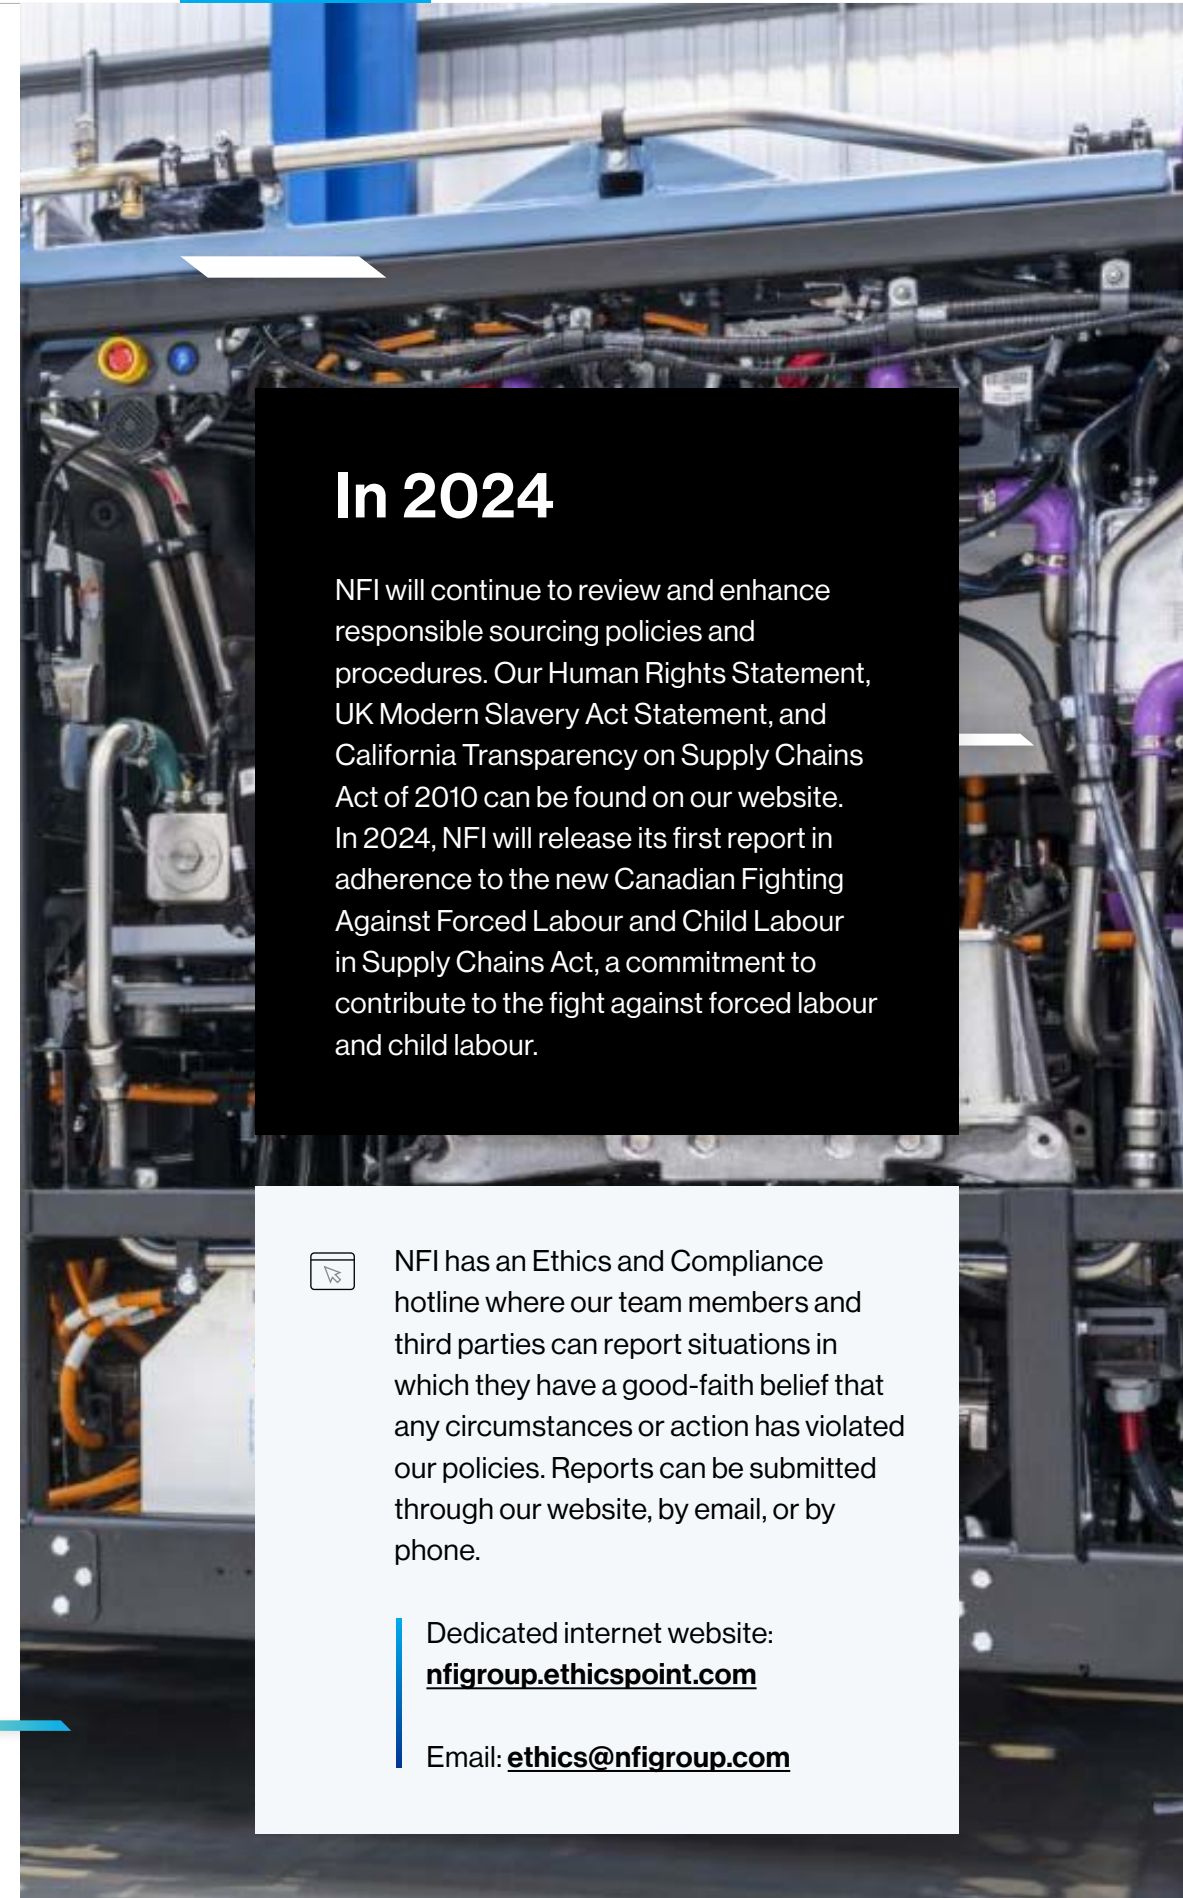 In 2024
NFI will continue to review and enhance
responsible sourcing policies and
procedures. Our Human Rights Statement,
UK Modern Slavery Act Statement, and
California Transparency on Supply Chains
Act of 2010 can be found on our website.
In 2024, NFI will release its first report in
adherence to the new Canadian Fighting
Against Forced Labour and Child Labour
in Supply Chains Act, a commitment to
contribute to the fight against forced labour
and child labour.
NFI has an Ethics and Compliance
hotline where our team members and
third parties can report situations in
which they have a good-faith belief that
any circumstances or action has violated
our policies. Reports can be submitted
through our website, by email, or by
phone.
Dedicated internet website:
nfigroup.ethicspoint.com
Email: ethics@nfigroup.com